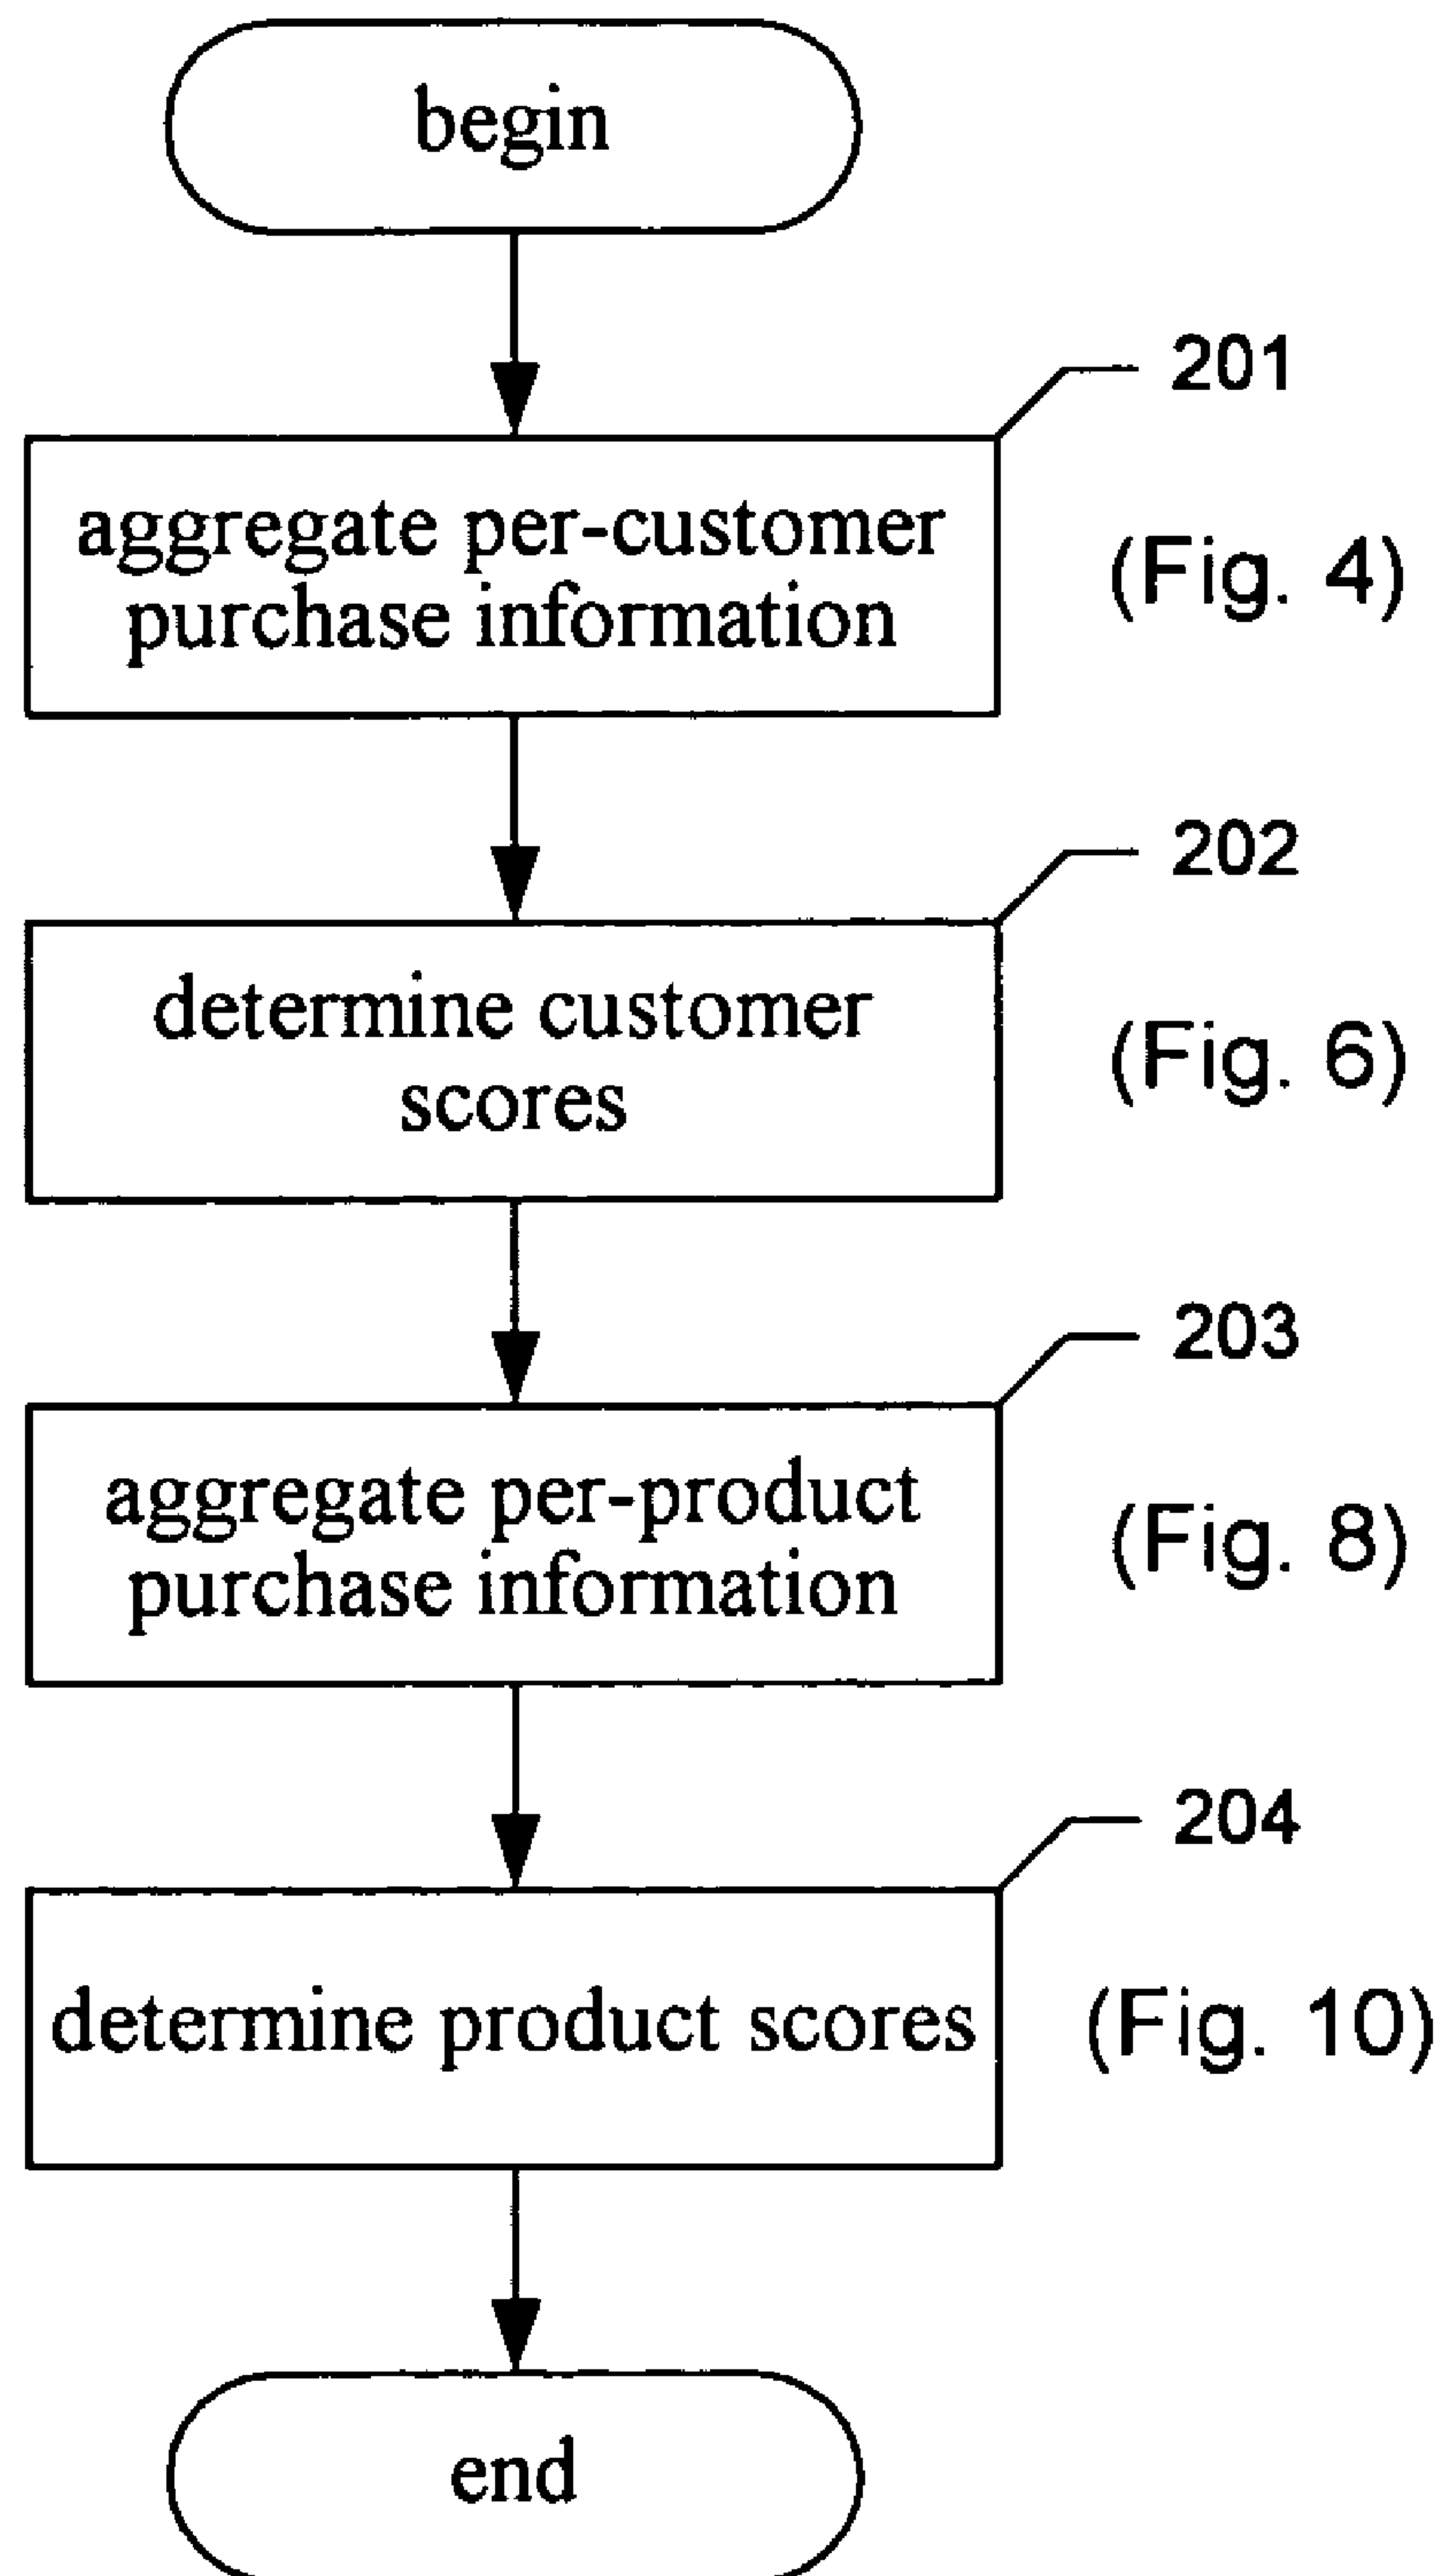 begin
201
aggregate per-customer
purchase information
(Fig. 4)
202
determine customer
scores
(Fig. 6)
203
aggregate per-product
purchase information
(Fig. 8)
204
determine product scores
(Fig. 10)
end